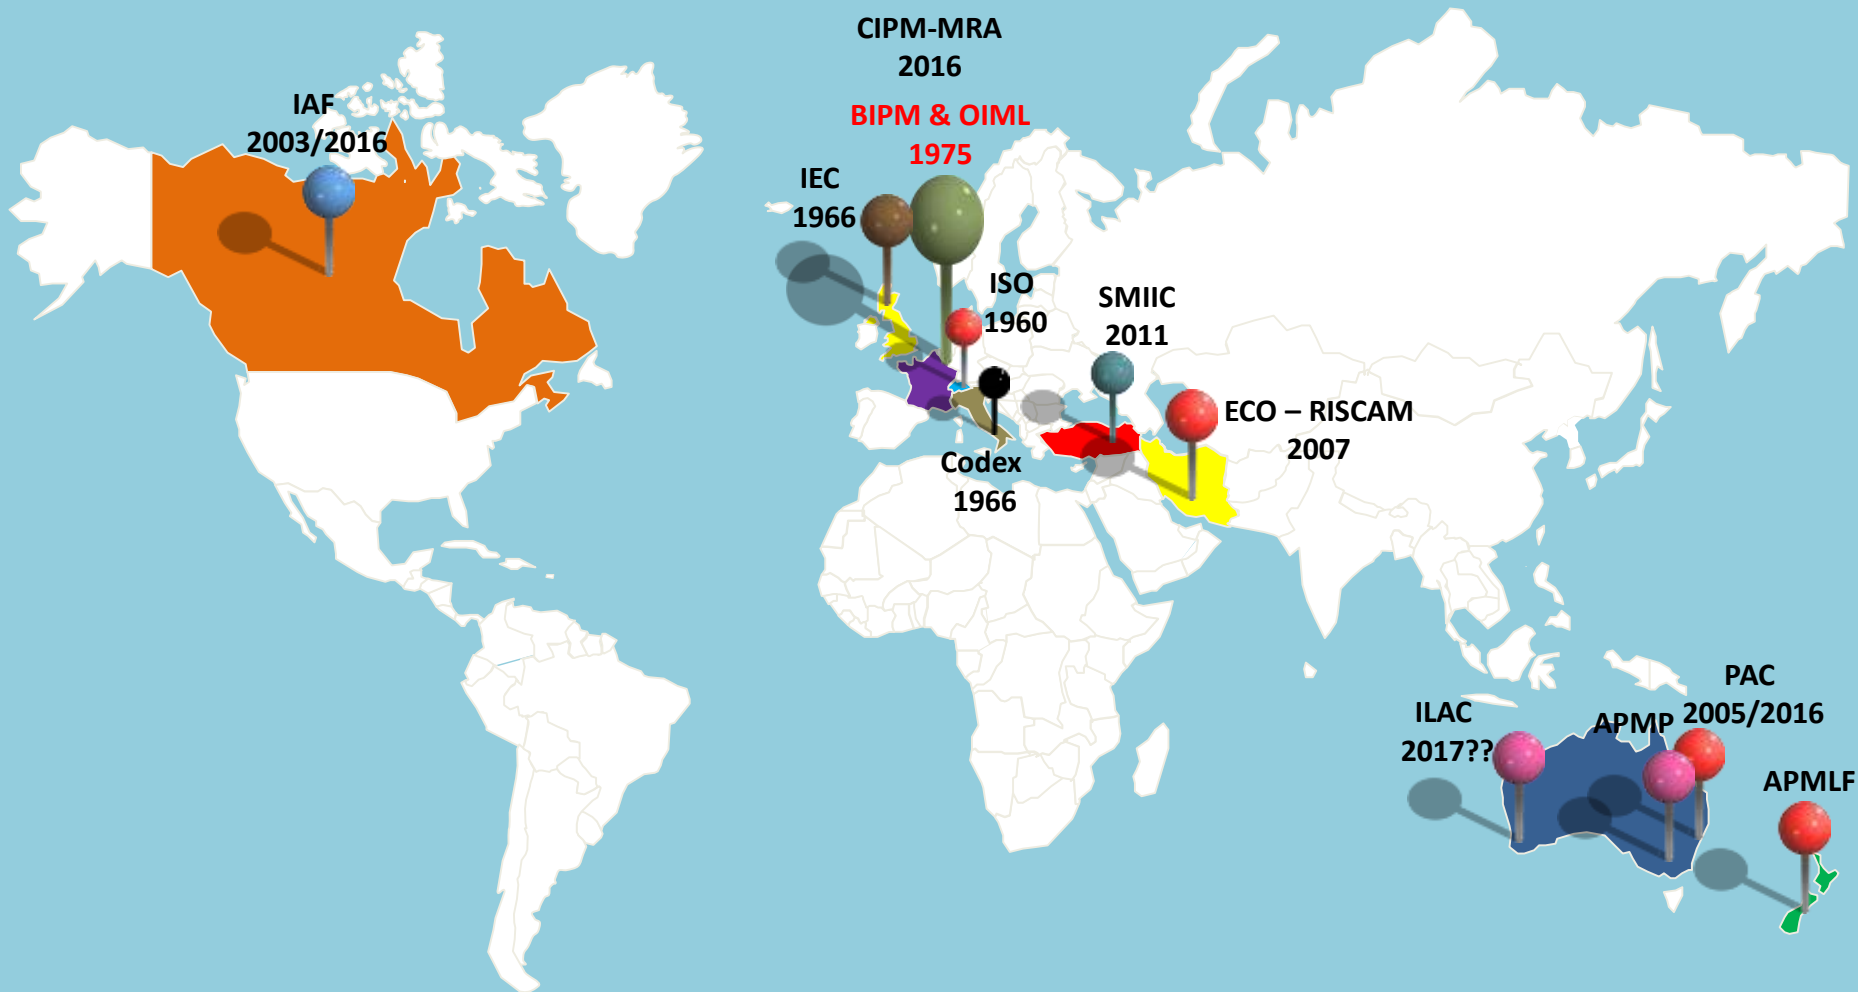 CIPM-MRA
2016
BIPM & OIML
1975
IAF
2003/2016
IEC
1966
ISO
1960
SMIIC
2011
ECO – RISCAM
2007
Codex
1966
PAC
2005/2016
ILAC
2017??
APMP
APMLF